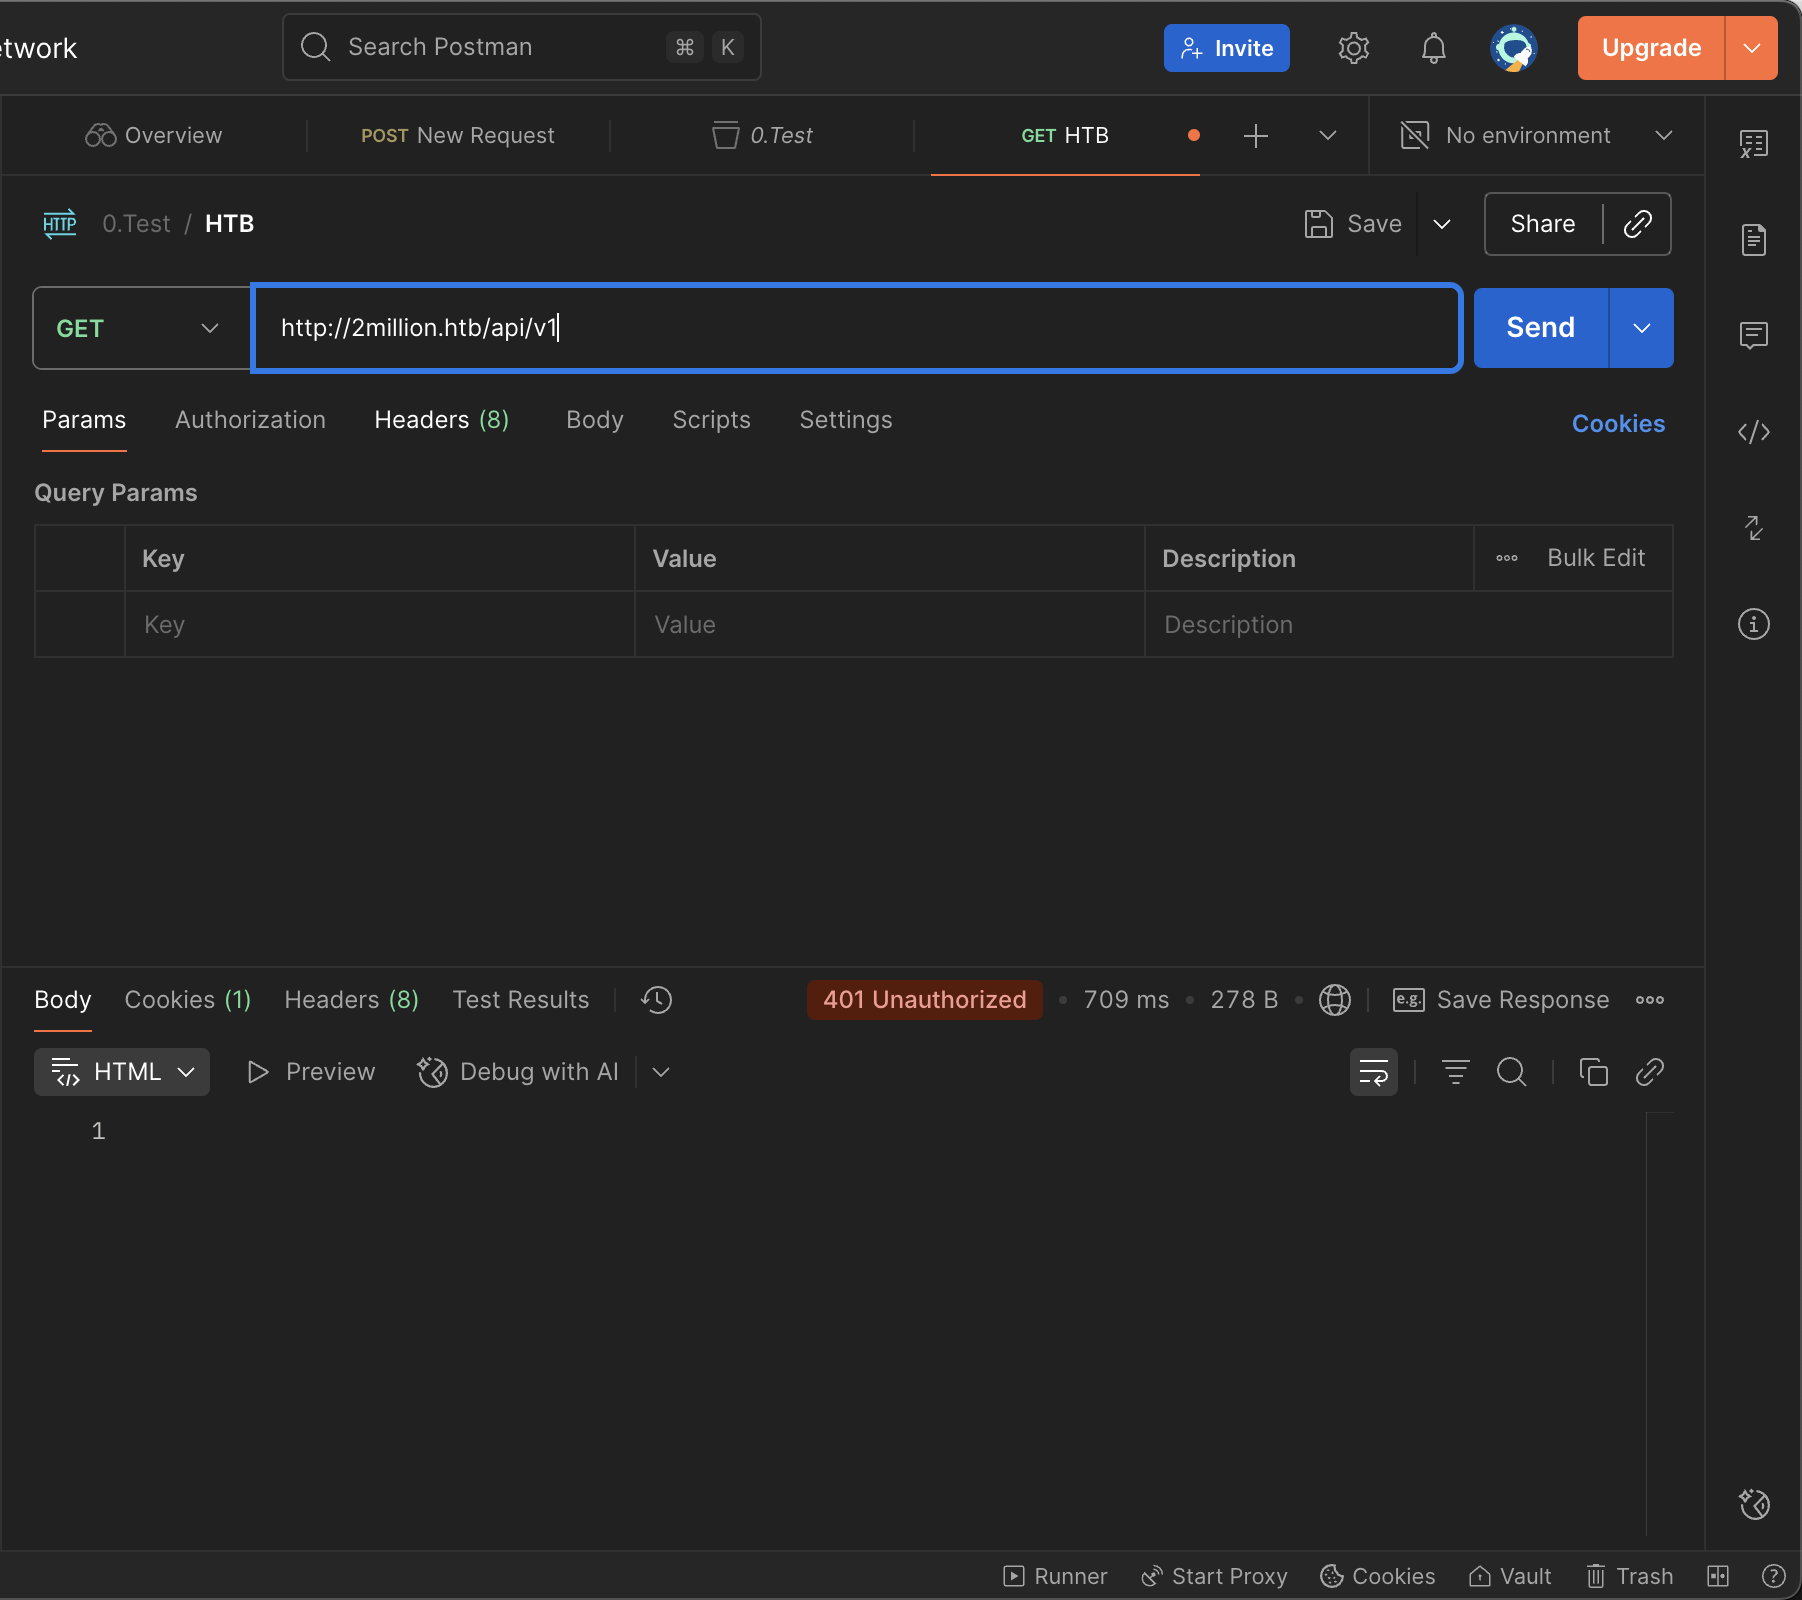 etwork
Search Postman
⌘ K
Invite
Upgrade
Overview
POST New Request
0.Test
GET HTB
No environment
HTTP
0.Test / HTB
Save
Share
GET
http://2million.htb/api/v1
Send
Params
Authorization
Headers (8)
Body
Scripts
Settings
Cookies
Query Params
Key
Value
Description
Bulk Edit
Key
Value
Description
Body
Cookies (1)
Headers (8)
Test Results
401 Unauthorized
709 ms
278 B
e.g.
Save Response
HTML
Preview
Debug with AI
1
Runner
Start Proxy
Cookies
Vault
Trash